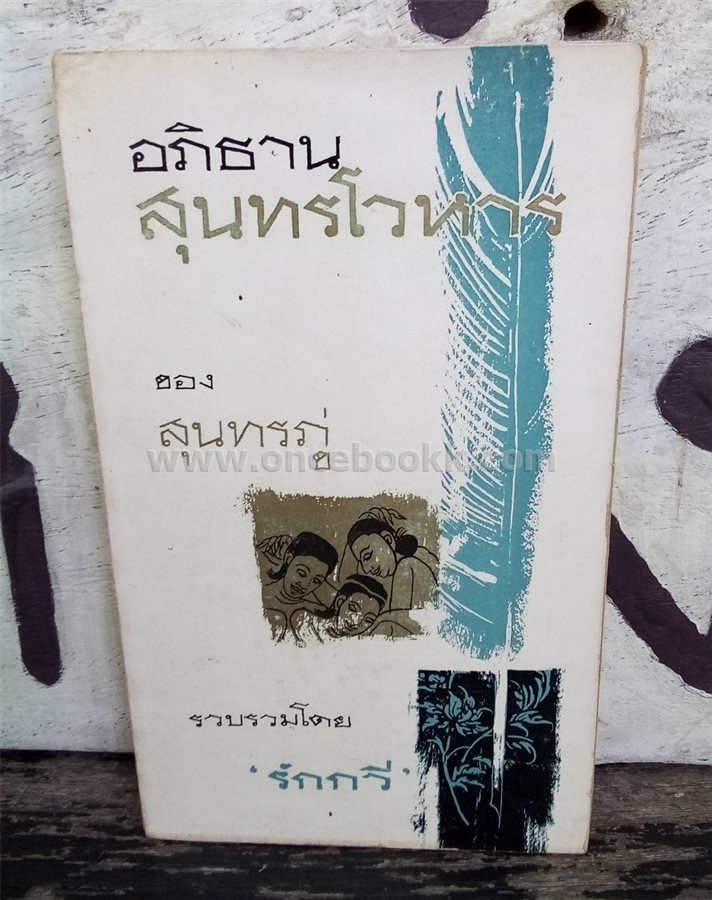 อภิธาน
สุนทรโวหาร
ของ
สุนทรภู่
www.oncebookk.com
รวบรวมโดย
'รักกวี'